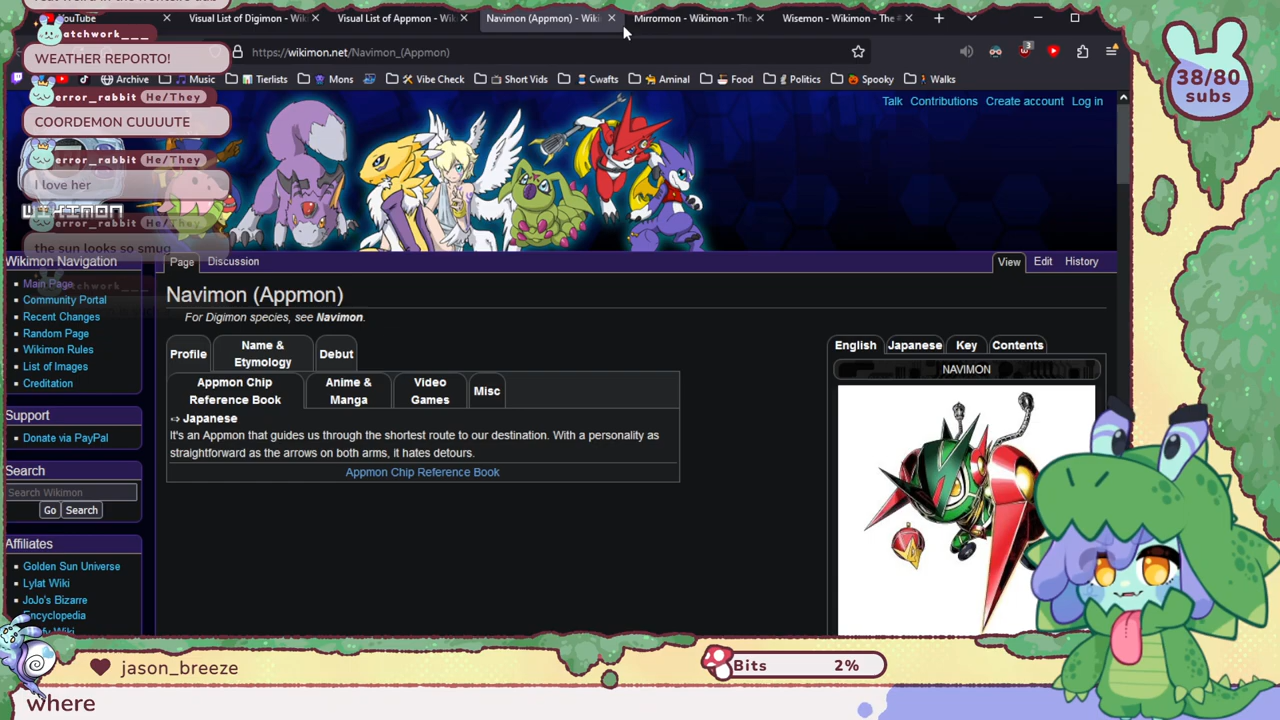 YouTube
Visual List of Digimon - Wik
Visual List of Appmon - Wik
Navimon (Appmon) - Wiki
Mirrormon - Wikimon - The
Wisemon - Wikimon - The #
https://wikimon.net/Navimon_(Appmon)
3
Archive
Music
Tierlists
Mons
Vibe Check
Short Vids
Cwafts
Aminal
Food
Politics
Spooky
Walks
atchwork___
WEATHER REPORTO!
error_rabbit He/They
COORDEMON CUUUUTE
error_rabbit He/They
I love her
WIKIMON
error_rabbit He/They
the sun looks so smug
atchwork___
38/80
subs
Talk Contributions Create account Log in
Wikimon Navigation
Main Page
Community Portal
Recent Changes
Random Page
Wikimon Rules
List of Images
Creditation
Support
Donate via PayPal
Search
Search Wikimon
Go Search
Affiliates
Golden Sun Universe
Lylat Wiki
JoJo's Bizarre
Encyclopedia
Page Discussion
View Edit History
Navimon (Appmon)
For Digimon species, see Navimon.
Profile
Name &
Etymology
Debut
Appmon Chip
Reference Book
Anime &
Manga
Video
Games
Misc
⇨ Japanese
It's an Appmon that guides us through the shortest route to our destination. With a personality as
straightforward as the arrows on both arms, it hates detours.
Appmon Chip Reference Book
English Japanese Key Contents
NAVIMON
jason_breeze
Bits 2%
where